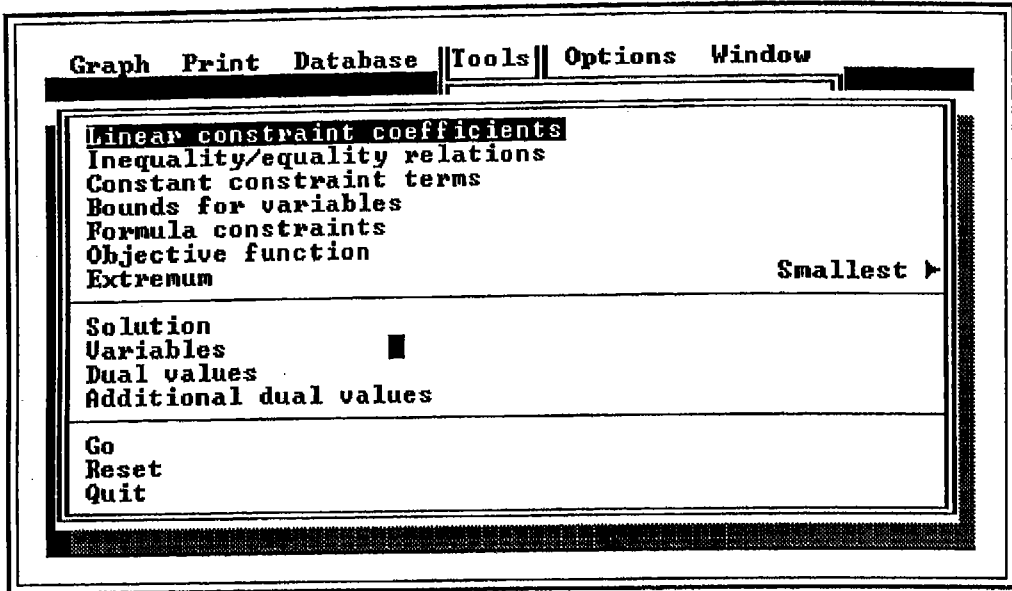 Graph Print Database Tools Options Window
Linear constraint coefficients
Inequality/equality relations
Constant constraint terms
Bounds for variables
Formula constraints
Objective function
Extremum Smallest ►
Solution
Variables
Dual values
Additional dual values
Go
Reset
Quit